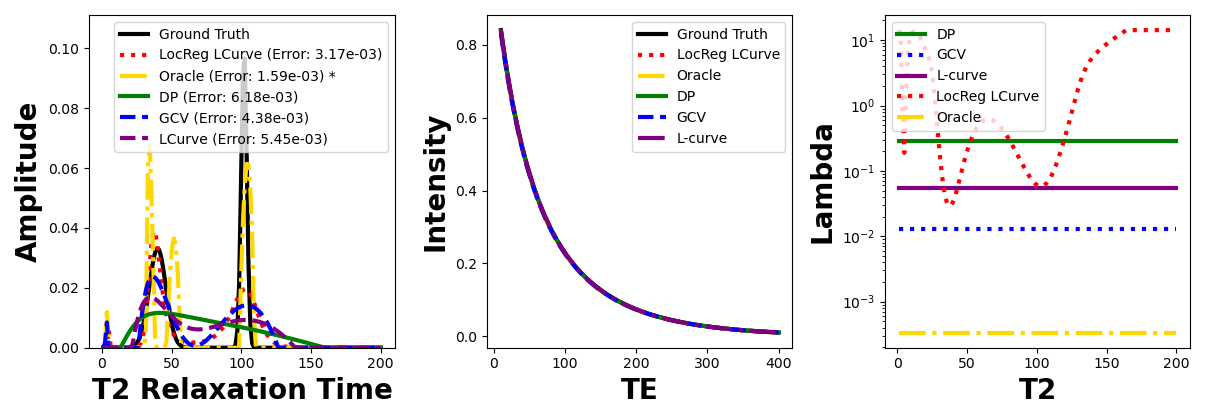 Amplitude
0.10
0.08
0.06
0.04
0.02
0.00
0
50
100
150
200
T2 Relaxation Time
Ground Truth
LocReg LCurve (Error: 3.17e-03)
Oracle (Error: 1.59e-03) *
DP (Error: 6.18e-03)
GCV (Error: 4.38e-03)
LCurve (Error: 5.45e-03)
Intensity
0.8
0.6
0.4
0.2
0.0
0
100
200
300
400
TE
Ground Truth
LocReg LCurve
Oracle
DP
GCV
L-curve
Lambda
10¹
10⁰
10⁻¹
10⁻²
10⁻³
0
50
100
150
200
T2
DP
GCV
L-curve
LocReg LCurve
Oracle